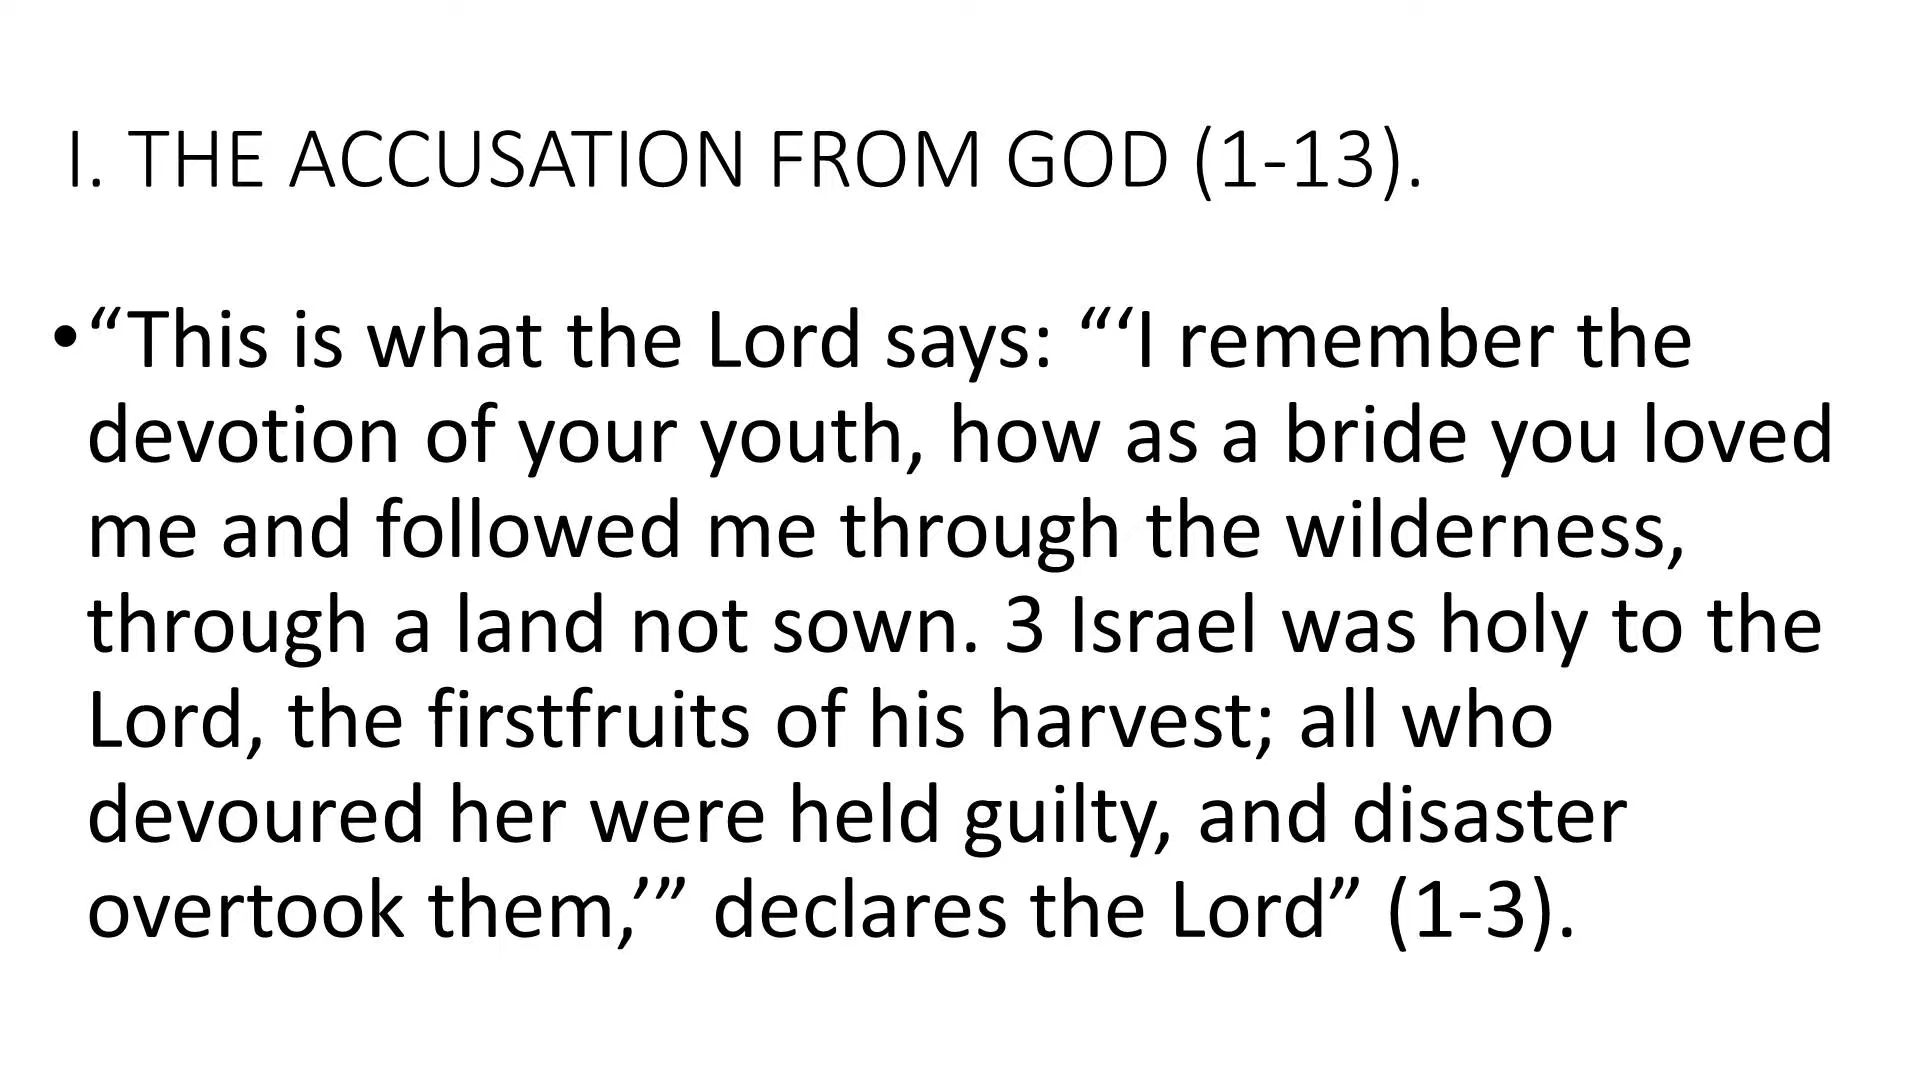 I. THE ACCUSATION FROM GOD (1-13).
•“This is what the Lord says: “‘I remember the
devotion of your youth, how as a bride you loved
me and followed me through the wilderness,
through a land not sown. 3 Israel was holy to the
Lord, the firstfruits of his harvest; all who
devoured her were held guilty, and disaster
overtook them,’” declares the Lord” (1-3).